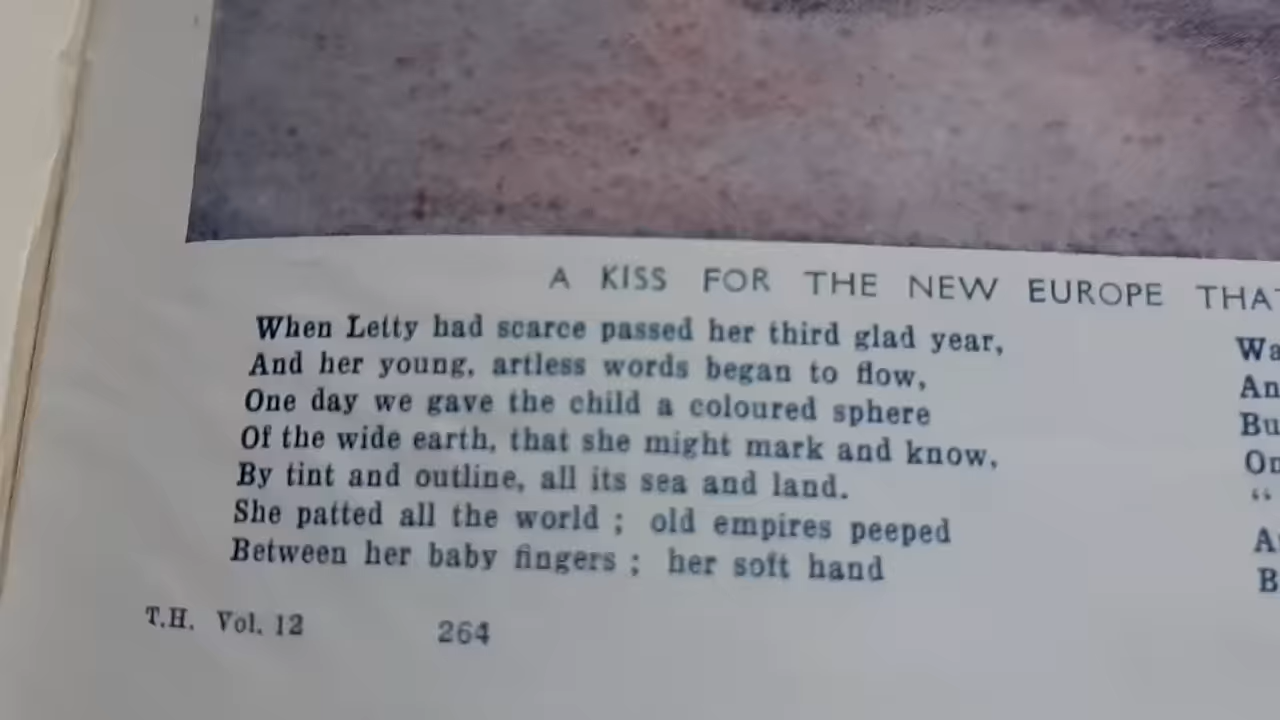 A KISS FOR THE NEW EUROPE
When Letty had scarce passed her third glad year,
And her young, artless words began to flow,
One day we gave the child a coloured sphere
Of the wide earth, that she might mark and know,
By tint and outline, all its sea and land.
She patted all the world ; old empires peeped
Between her baby fingers ; her soft hand
T.H. Vol. 12 264